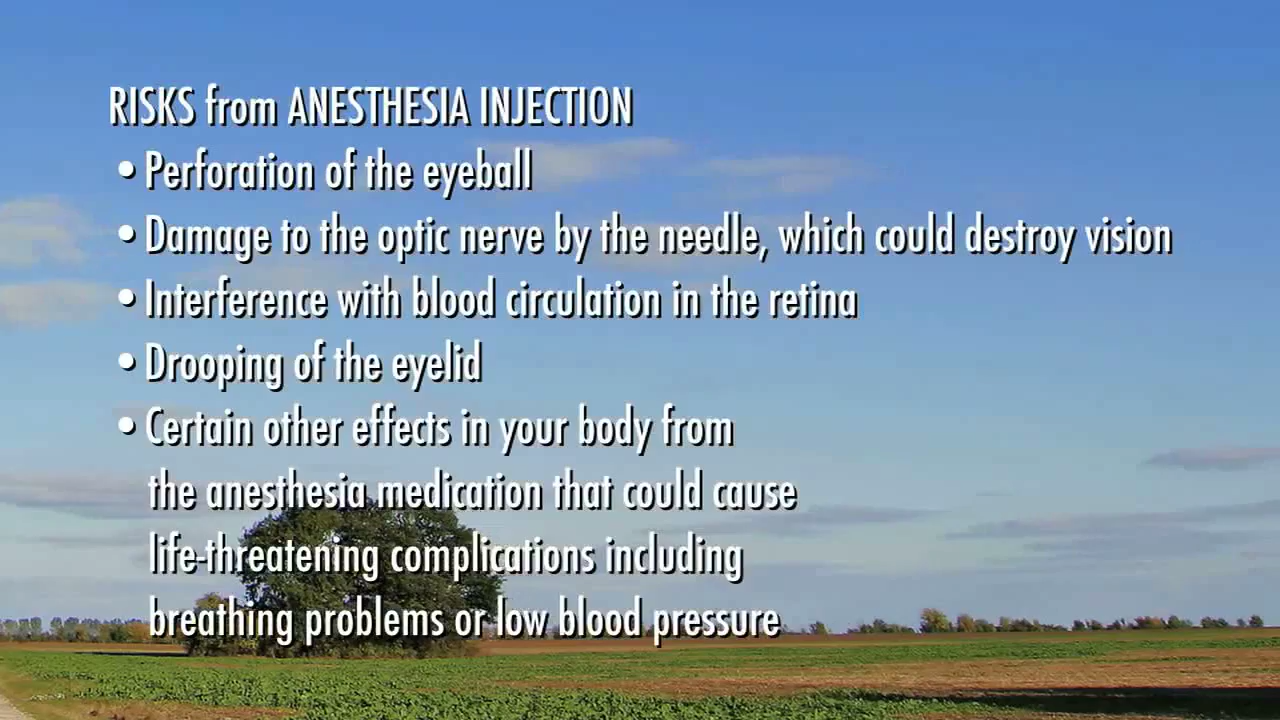 RISKS from ANESTHESIA INJECTION
• Perforation of the eyeball
• Damage to the optic nerve by the needle, which could destroy vision
• Interference with blood circulation in the retina
• Drooping of the eyelid
• Certain other effects in your body from
the anesthesia medication that could cause
life-threatening complications including
breathing problems or low blood pressure